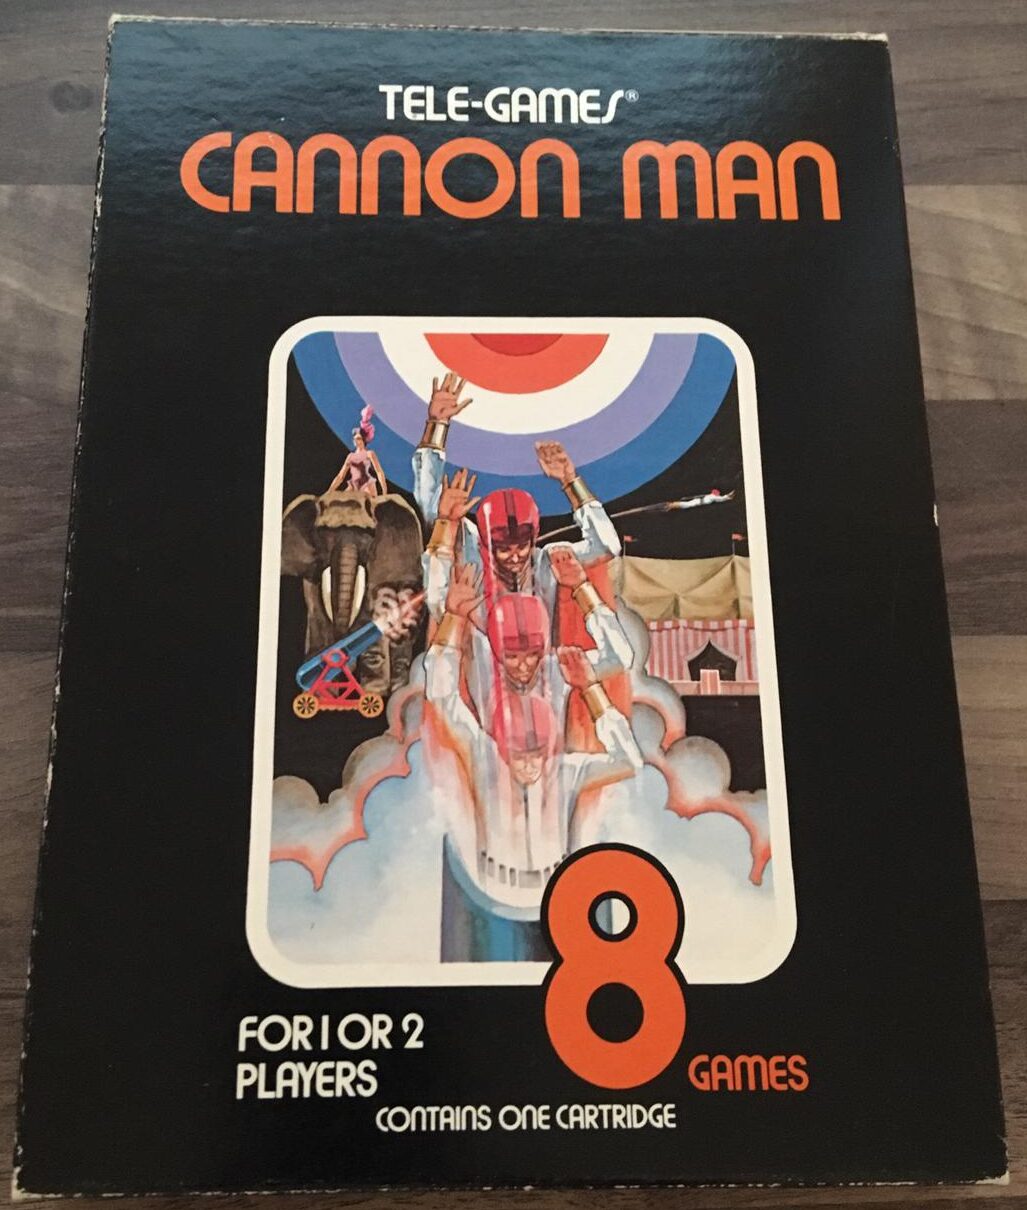 TELE-GAMES®
CANNON MAN
8
FOR 1 OR 2
PLAYERS
GAMES
CONTAINS ONE CARTRIDGE